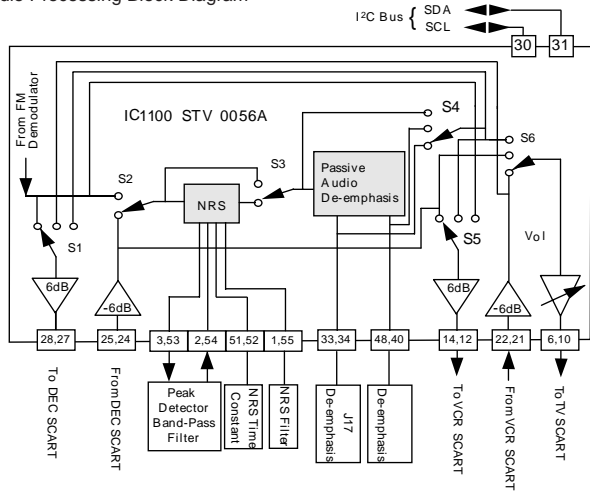 Processing Block Diagram
I²C Bus { SDA
SCL
30 31
From FM
Demodulator
IC1100 STV 0056A
S4
S6
S2
S3
Passive
Audio
De-emphasis
NRS
S1
S5
Vol
6dB
-6dB
6dB
-6dB
28,27 25,24 3,53 2,54 51,52 1,55 33,34 48,40 14,12 22,21 6,10
To DEC SCART
From DEC SCART
Peak
Detector
Band-Pass
Filter
NRS Time
Constant
NRS Filter
J17
De-emphasis
De-emphasis
To VCR SCART
From VCR SCART
To TV SCART